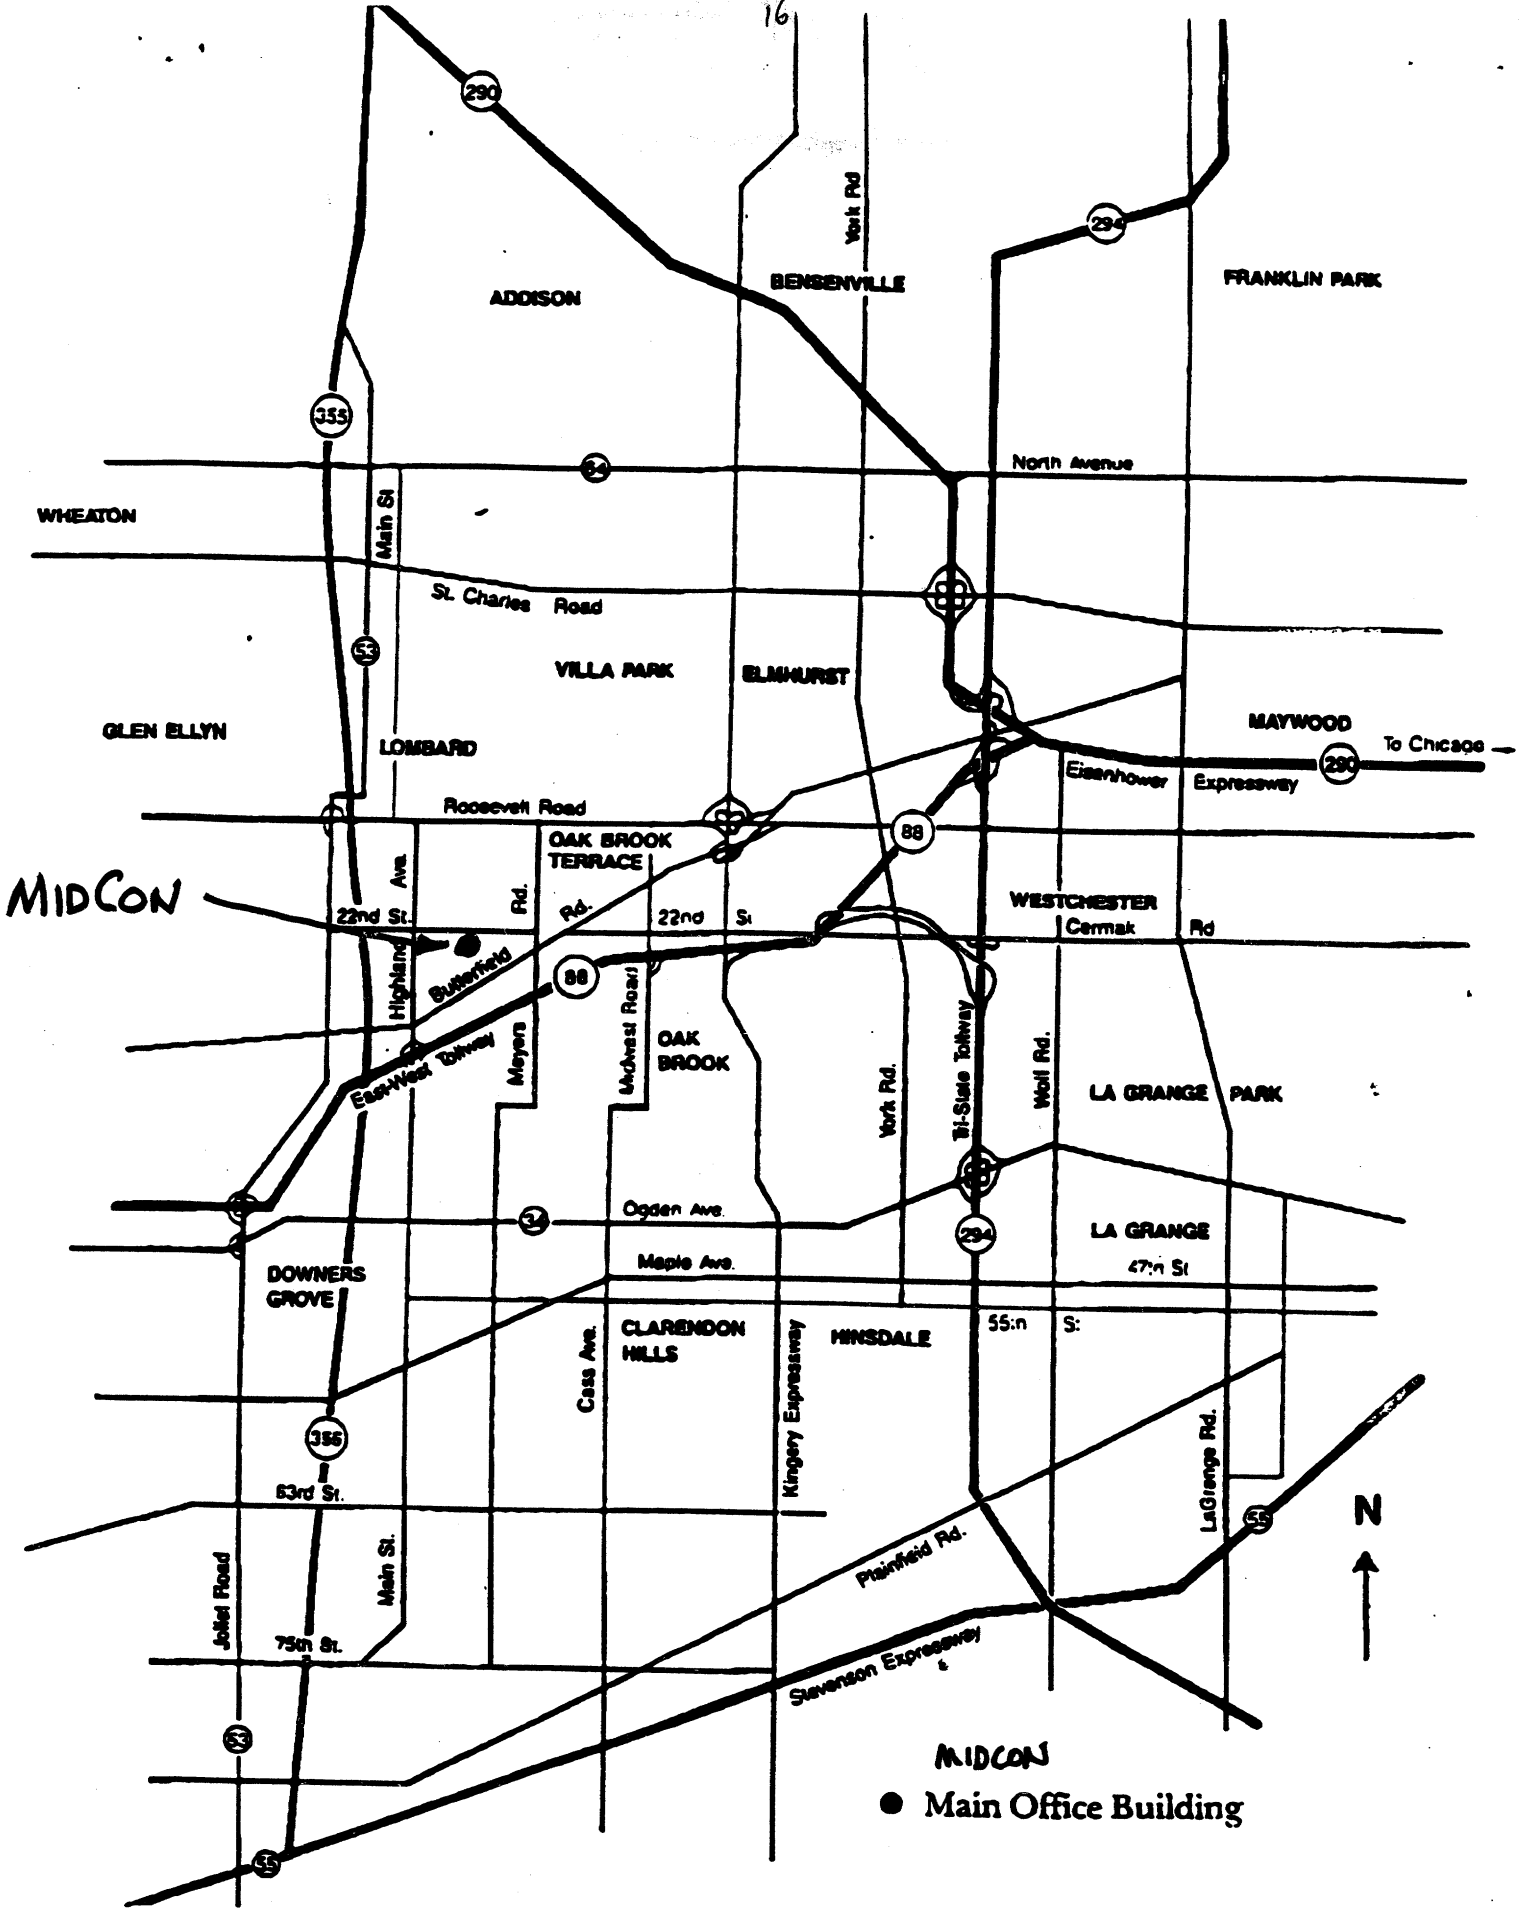 16
290
York Rd
294
BENSENVILLE
FRANKLIN PARK
ADDISON
355
64
North Avenue
WHEATON
Main St
St. Charles Road
53
VILLA PARK
ELMHURST
GLEN ELLYN
LOMBARD
MAYWOOD
To Chicago
290
Eisenhower Expressway
Roosevelt Road
88
OAK BROOK
TERRACE
MIDCON
Highland Ave.
22nd St.
Rd.
Butterfield Rd.
22nd St
WESTCHESTER
Cermak Rd
88
East-West Tollway
Meyers
Midwest Road
OAK
BROOK
York Rd.
Tri-State Tollway
Wolf Rd.
LA GRANGE PARK
34
Ogden Ave.
294
LA GRANGE
DOWNERS
GROVE
Maple Ave.
47th St
CLARENDON
HILLS
HINSDALE
55th St
Cass Ave.
Kingery Expressway
355
63rd St.
LaGrange Rd.
55
N
Joliet Road
Main St.
Plainfield Rd.
75th St.
Stevenson Expressway
53
55
MIDCON
Main Office Building